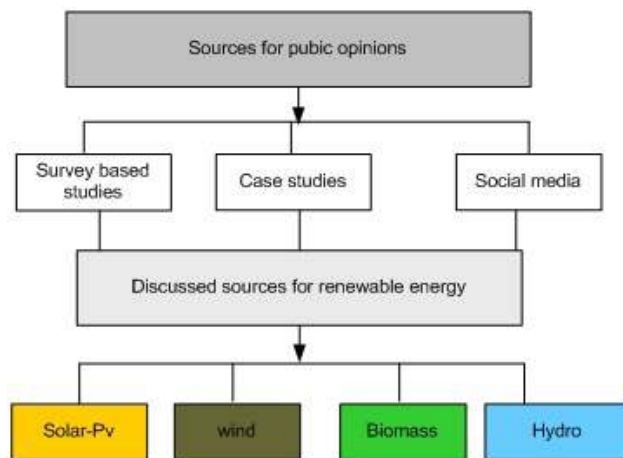 Sources for pubic opinions
Survey based
studies
Case studies
Social media
Discussed sources for renewable energy
Solar-Pv
wind
Biomass
Hydro